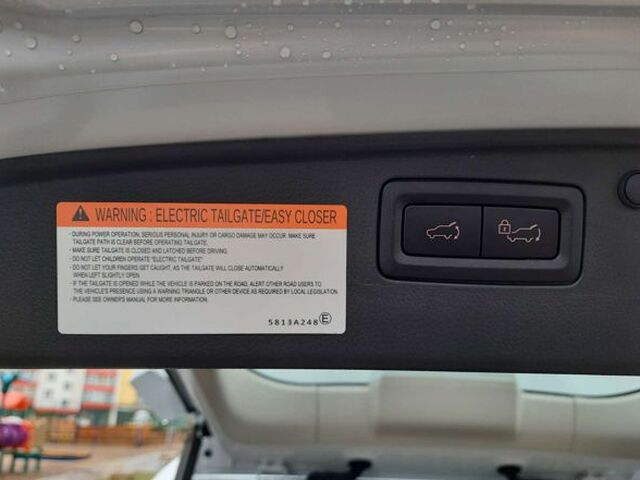 WARNING : ELECTRIC TAILGATE/EASY CLOSER
· DURING POWER OPERATION, SERIOUS PERSONAL INJURY OR CARGO DAMAGE MAY OCCUR. MAKE SURE
TAILGATE PATH IS CLEAR BEFORE OPERATING TAILGATE.
· MAKE SURE TAILGATE IS CLOSED AND LATCHED BEFORE DRIVING.
· DO NOT LET CHILDREN OPERATE "ELECTRIC TAILGATE"
· DO NOT LET YOUR FINGERS GET CAUGHT, AS THE TAILGATE WILL CLOSE AUTOMATICALLY
WHEN LEFT SLIGHTLY OPEN.
· IF THE TAILGATE IS OPENED WHILE THE VEHICLE IS PARKED ON THE ROAD, ALERT OTHER ROAD USERS TO
THE VEHICLE'S PRESENCE USING A WARNING TRIANGLE OR OTHER DEVICE AS REQUIRED BY LOCAL LEGISLATION.
· PLEASE SEE OWNER'S MANUAL FOR MORE INFORMATION.
5813A248 Ⓔ